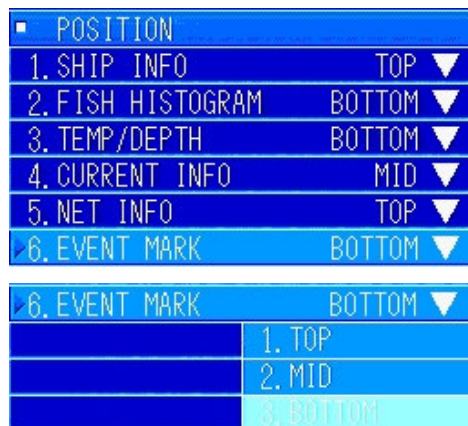 POSITION
1. SHIP INFO TOP ▼
2. FISH HISTOGRAM BOTTOM ▼
3. TEMP/DEPTH BOTTOM ▼
4. CURRENT INFO MID ▼
5. NET INFO TOP ▼
6. EVENT MARK BOTTOM ▼
6. EVENT MARK BOTTOM ▼
1. TOP
2. MID
3. BOTTOM